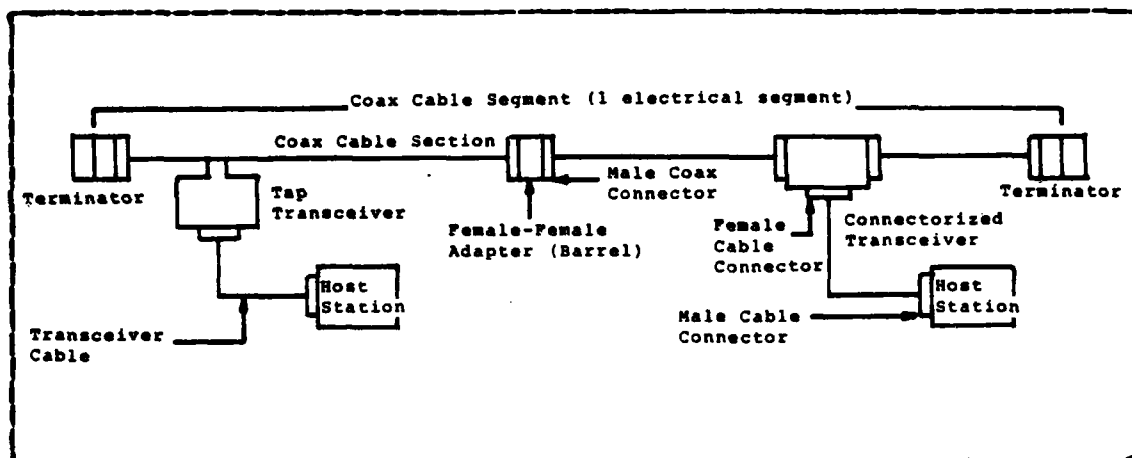 Coax Cable Segment (1 electrical segment)
Coax Cable Section
Terminator
Tap
Transceiver
Male Coax
Connector
Terminator
Female-Female
Adapter (Barrel)
Female
Cable
Connector
Connectorized
Transceiver
Host
Station
Host
Station
Transceiver
Cable
Male Cable
Connector